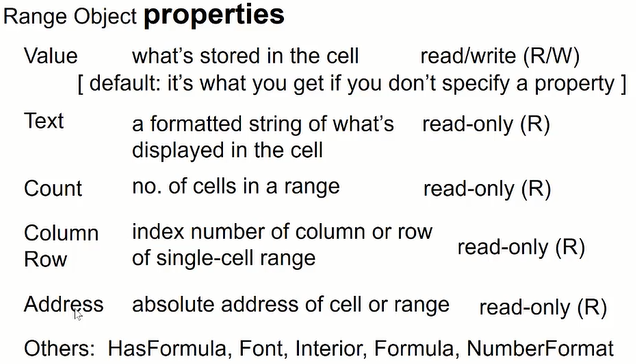 Range Object properties
Value what's stored in the cell read/write (R/W)
[ default: it's what you get if you don't specify a property ]
Text a formatted string of what's read-only (R)
displayed in the cell
Count no. of cells in a range read-only (R)
Column index number of column or row
Row of single-cell range read-only (R)
Address absolute address of cell or range read-only (R)
Others: HasFormula, Font, Interior, Formula, NumberFormat